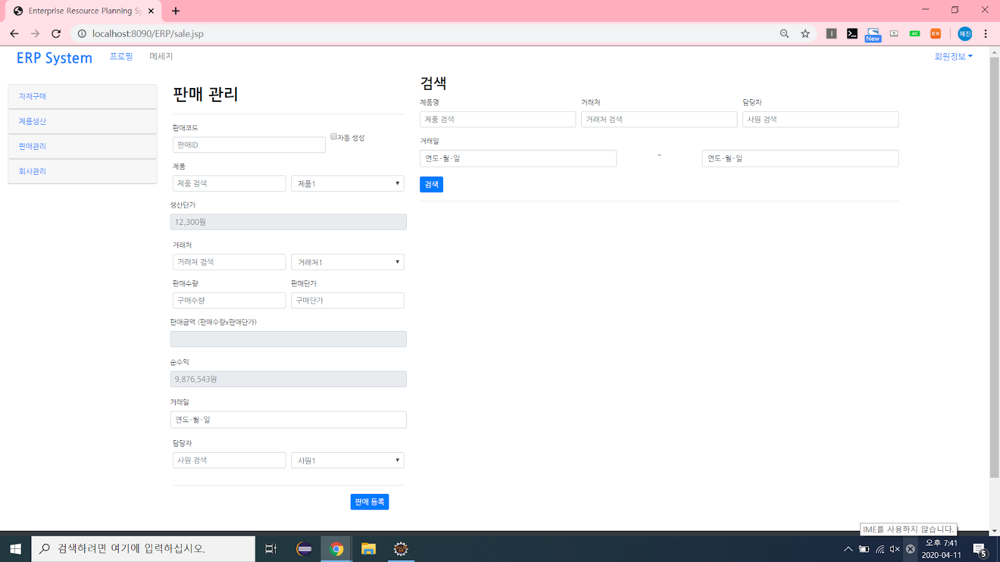 Enterprise Resource Planning Sy
localhost:8090/ERP/sale.jsp
New
AC
EX
혜진
ERP System
프로필
메세지
회원정보
자재구매
제품생산
판매관리
회사관리
판매 관리
판매코드
판매ID
자동 생성
제품
제품 검색
제품1
생산단가
12,300원
거래처
거래처 검색
거래처1
판매수량
판매단가
구매수량
구매단가
판매금액 (판매수량x판매단가)
순수익
9,876,543원
거래일
연도-월-일
담당자
사원 검색
사원1
판매 등록
검색
제품명
거래처
담당자
제품 검색
거래처 검색
사원 검색
거래일
연도-월-일
~
연도-월-일
검색
IME를 사용하지 않습니다.
검색하려면 여기에 입력하십시오.
오후 7:41
2020-04-11
5